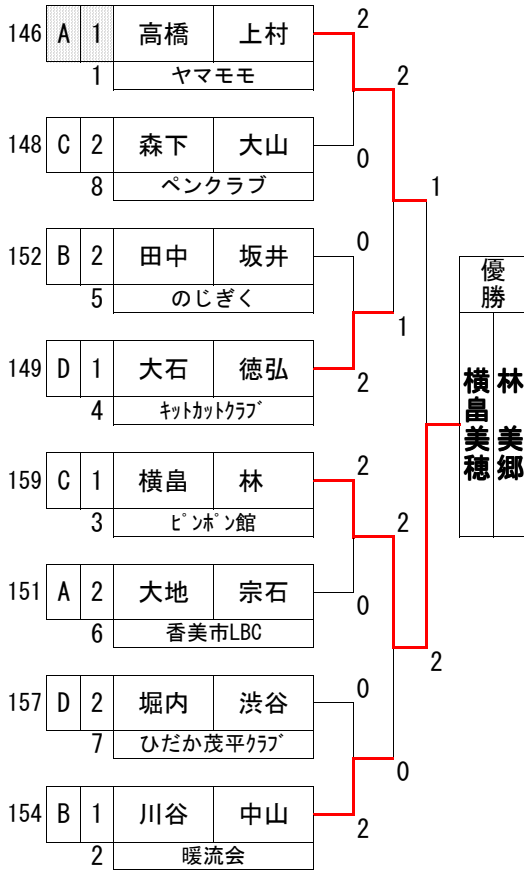 146 A 1 高橋 上村
1 ヤマモモ
148 C 2 森下 大山
8 ペンクラブ
152 B 2 田中 坂井
5 のじぎく
149 D 1 大石 徳弘
4 ｷｯﾄｶｯﾄｸﾗﾌﾞ
159 C 1 横畠 林
3 ﾋﾟﾝﾎﾟﾝ館
151 A 2 大地 宗石
6 香美市LBC
157 D 2 堀内 渋谷
7 ひだか茂平ｸﾗﾌﾞ
154 B 1 川谷 中山
2 暖流会
2
0
0
2
2
0
0
2
2
1
2
0
1
2
優勝
林 美郷
横畠美穂